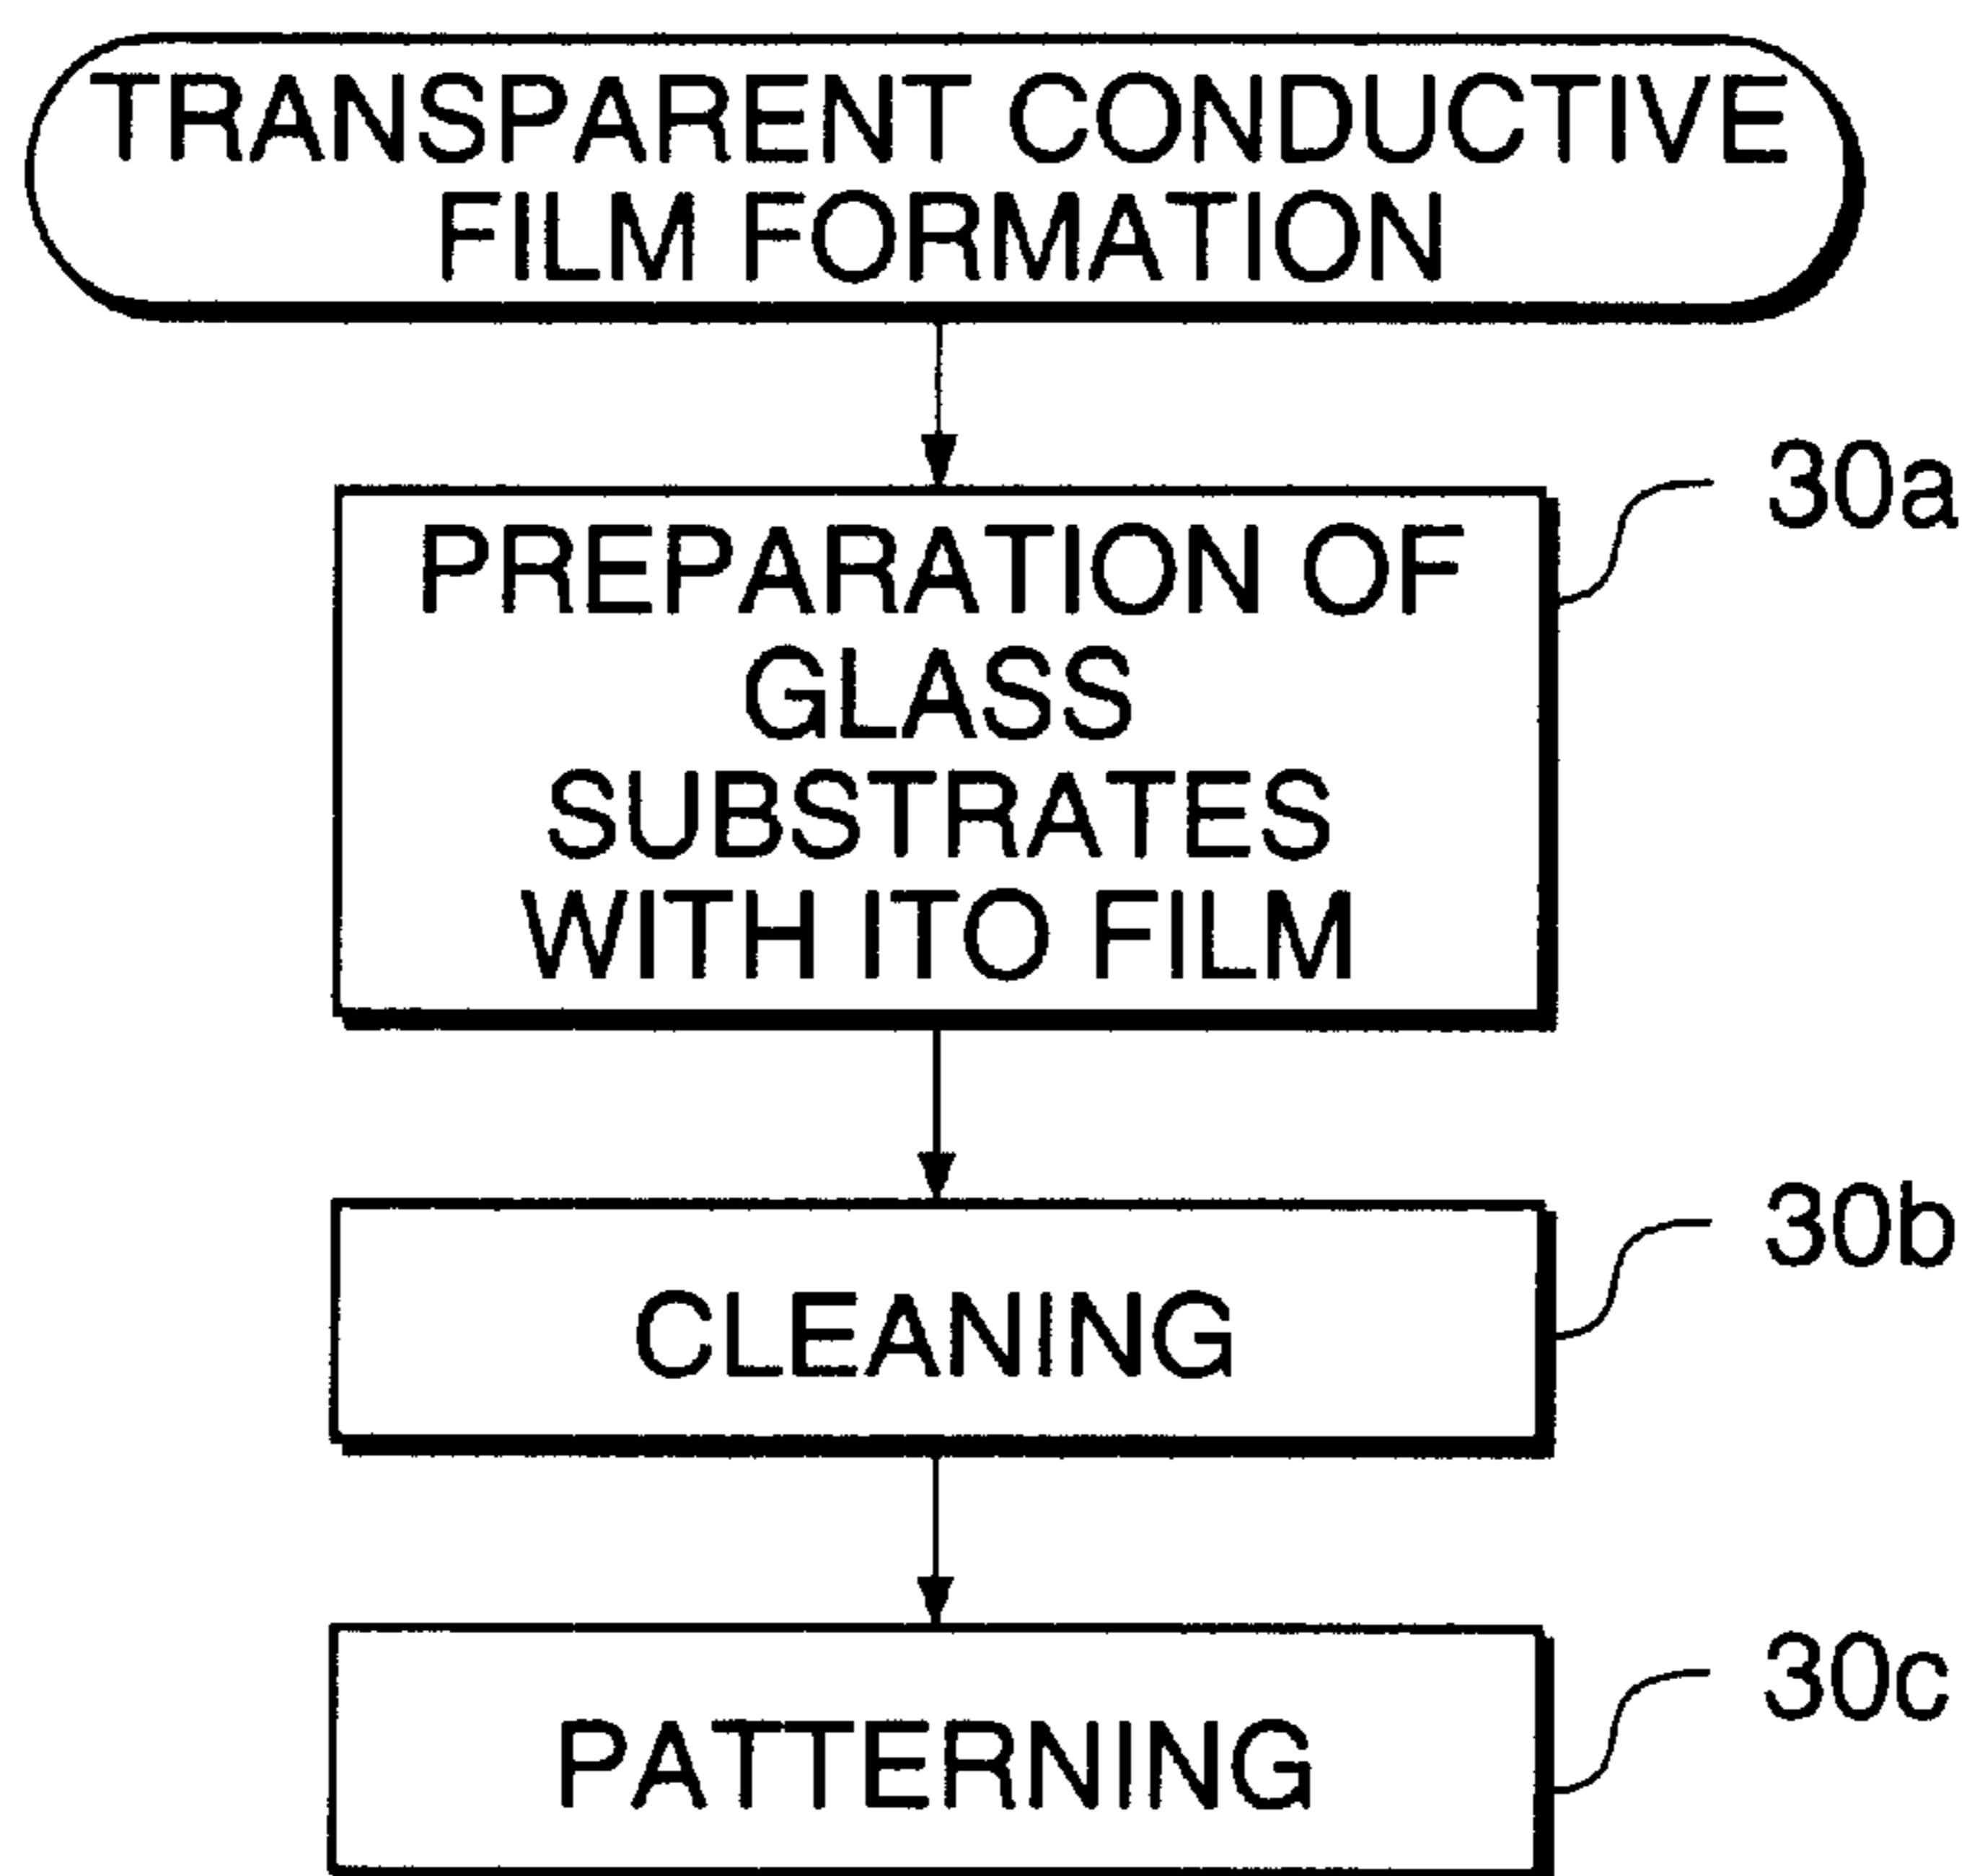 TRANSPARENT CONDUCTIVE
FILM FORMATION
30a
PREPARATION OF
GLASS
SUBSTRATES
WITH ITO FILM
30b
CLEANING
30c
PATTERNING